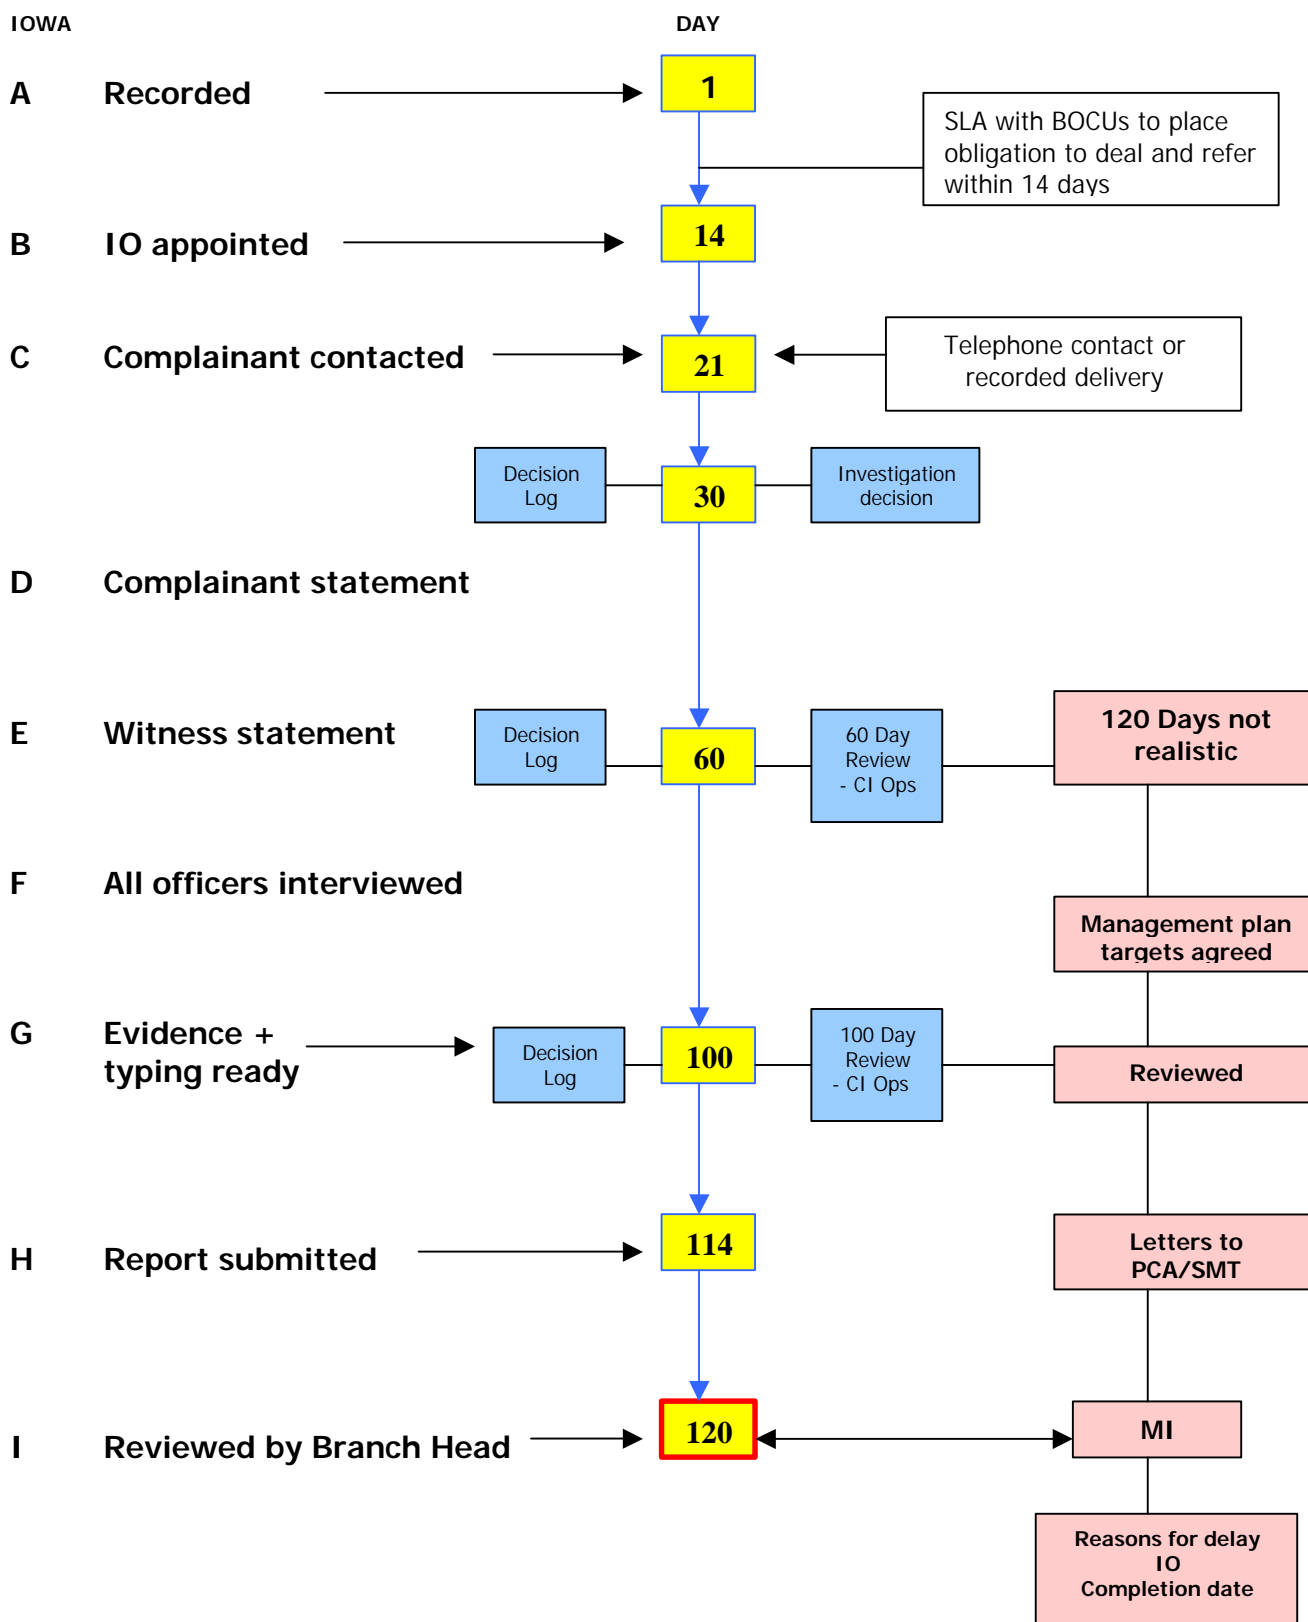 IOWA
DAY
A
Recorded
1
SLA with BOCUs to place
obligation to deal and refer
within 14 days
B
IO appointed
14
C
Complainant contacted
21
Telephone contact or
recorded delivery
Decision
Log
30
Investigation
decision
D
Complainant statement
E
Witness statement
Decision
Log
60
60 Day
Review
- CI Ops
120 Days not
realistic
F
All officers interviewed
Management plan
targets agreed
G
Evidence +
typing ready
Decision
Log
100
100 Day
Review
- CI Ops
Reviewed
H
Report submitted
114
Letters to
PCA/SMT
I
Reviewed by Branch Head
120
MI
Reasons for delay
IO
Completion date